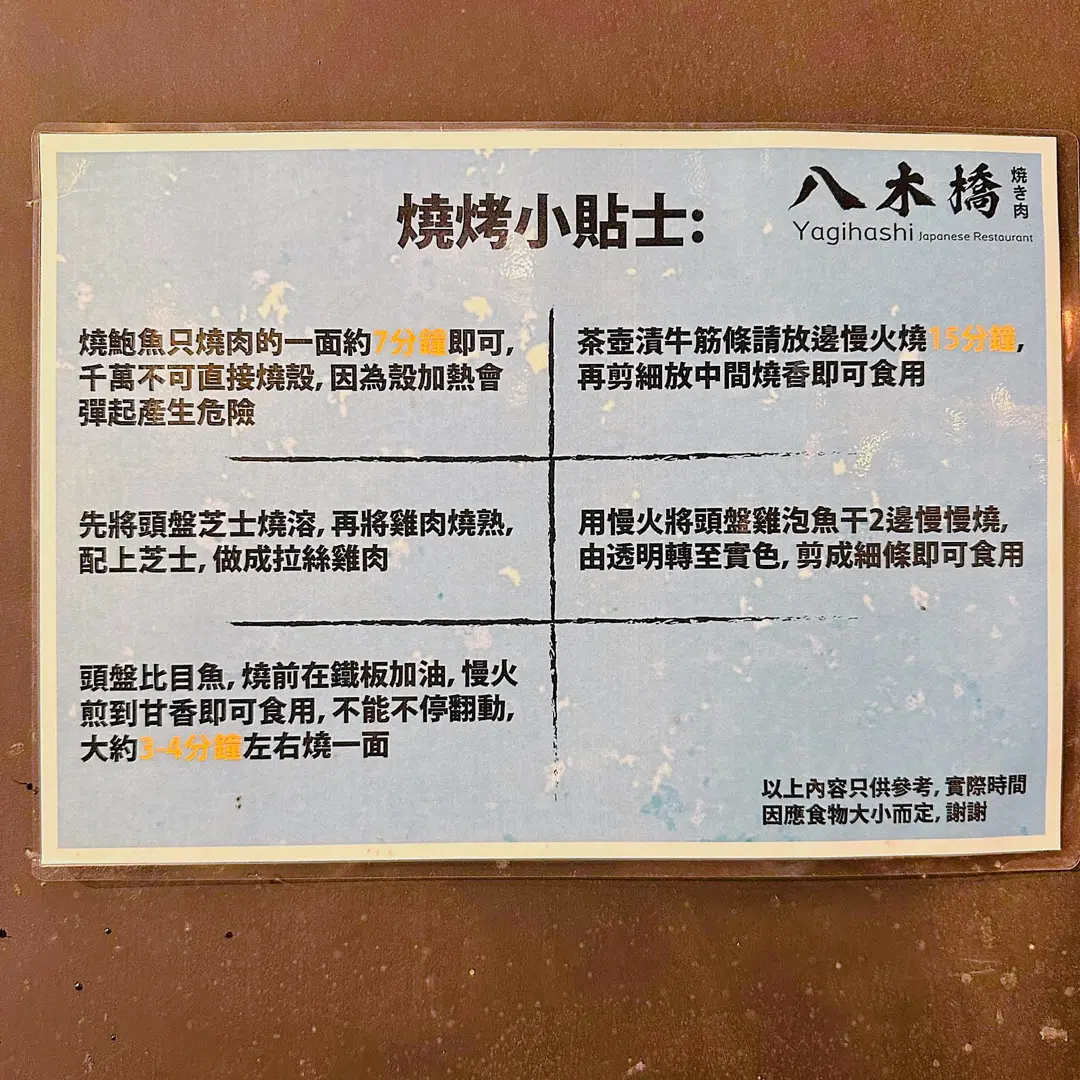 燒烤小貼士:
八木橋
焼き肉
Yagihashi Japanese Restaurant
燒鮑魚只燒肉的一面約7分鐘即可,
千萬不可直接燒殼, 因為殼加熱會
彈起產生危險
茶壺漬牛筋條請放邊慢火燒15分鐘,
再剪細放中間燒香即可食用
先將頭盤芝士燒溶, 再將雞肉燒熟,
配上芝士, 做成拉絲雞肉
用慢火將頭盤雞泡魚干2邊慢慢燒,
由透明轉至實色, 剪成細條即可食用
頭盤比目魚, 燒前在鐵板加油, 慢火
煎到甘香即可食用, 不能不停翻動,
大約3-4分鐘左右燒一面
以上內容只供參考, 實際時間
因應食物大小而定, 謝謝